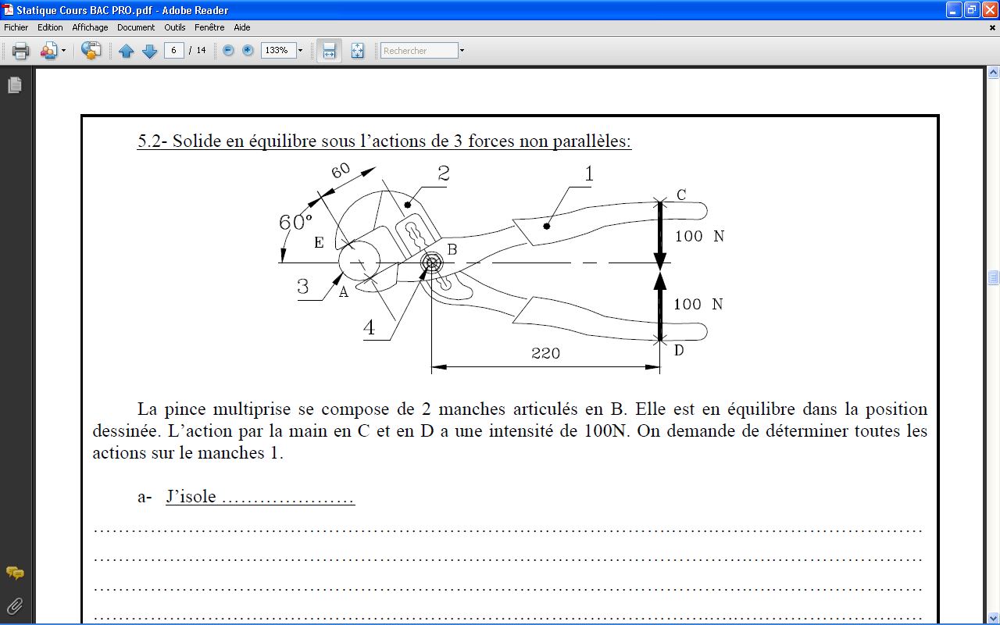 Statique Cours BAC PRO.pdf - Adobe Reader
Fichier Edition Affichage Document Outils Fenêtre Aide
6 / 14 133% Rechercher
5.2- Solide en équilibre sous l’actions de 3 forces non parallèles:
60
2
1
C
60°
E
100 N
B
3
A
100 N
4
D
220
La pince multiprise se compose de 2 manches articulés en B. Elle est en équilibre dans la position
dessinée. L’action par la main en C et en D a une intensité de 100N. On demande de déterminer toutes les
actions sur le manches 1.
a- J’isole …………………